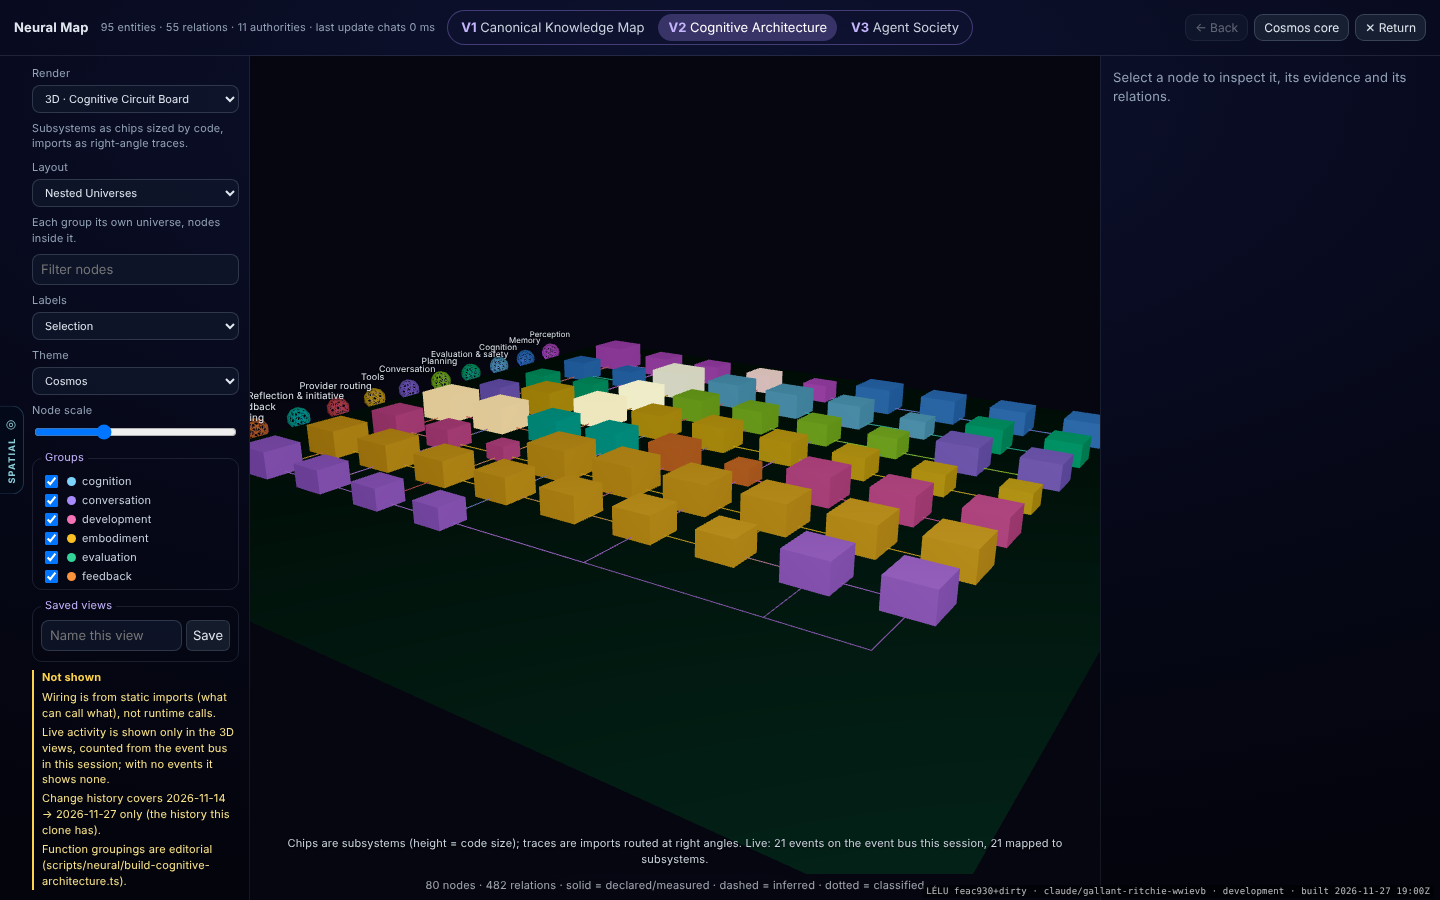 Neural Map
95 entities · 55 relations · 11 authorities · last update chats 0 ms
V1 Canonical Knowledge Map
V2 Cognitive Architecture
V3 Agent Society
← Back
Cosmos core
✕ Return
Render
3D · Cognitive Circuit Board
Subsystems as chips sized by code,
imports as right-angle traces.
Layout
Nested Universes
Each group its own universe, nodes
inside it.
Filter nodes
Labels
Selection
Theme
Cosmos
Node scale
Groups
cognition
conversation
development
embodiment
evaluation
feedback
Saved views
Name this view
Save
Not shown
Wiring is from static imports (what
can call what), not runtime calls.
Live activity is shown only in the 3D
views, counted from the event bus
in this session; with no events it
shows none.
Change history covers 2026-11-14
→ 2026-11-27 only (the history this
clone has).
Function groupings are editorial
(scripts/neural/build-cognitive-
architecture.ts).
SPATIAL ◎
Perception
Memory
Cognition
Evaluation & safety
Planning
Conversation
Tools
Provider routing
Reflection & initiative
dback
ing
Chips are subsystems (height = code size); traces are imports routed at right angles. Live: 21 events on the event bus this session, 21 mapped to
subsystems.
80 nodes · 482 relations · solid = declared/measured · dashed = inferred · dotted = classified
LÉLU feac930+dirty · claude/gallant-ritchie-wwievb · development · built 2026-11-27 19:00Z
Select a node to inspect it, its evidence and its
relations.